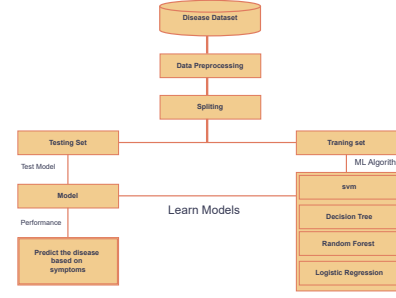 Disease Dataset
Data Preprocessing
Spliting
Testing Set
Traning set
Test Model
ML Algorith
Model
svm
Learn Models
Decision Tree
Performance
Random Forest
Predict the disease
based on
symptoms
Logistic Regression